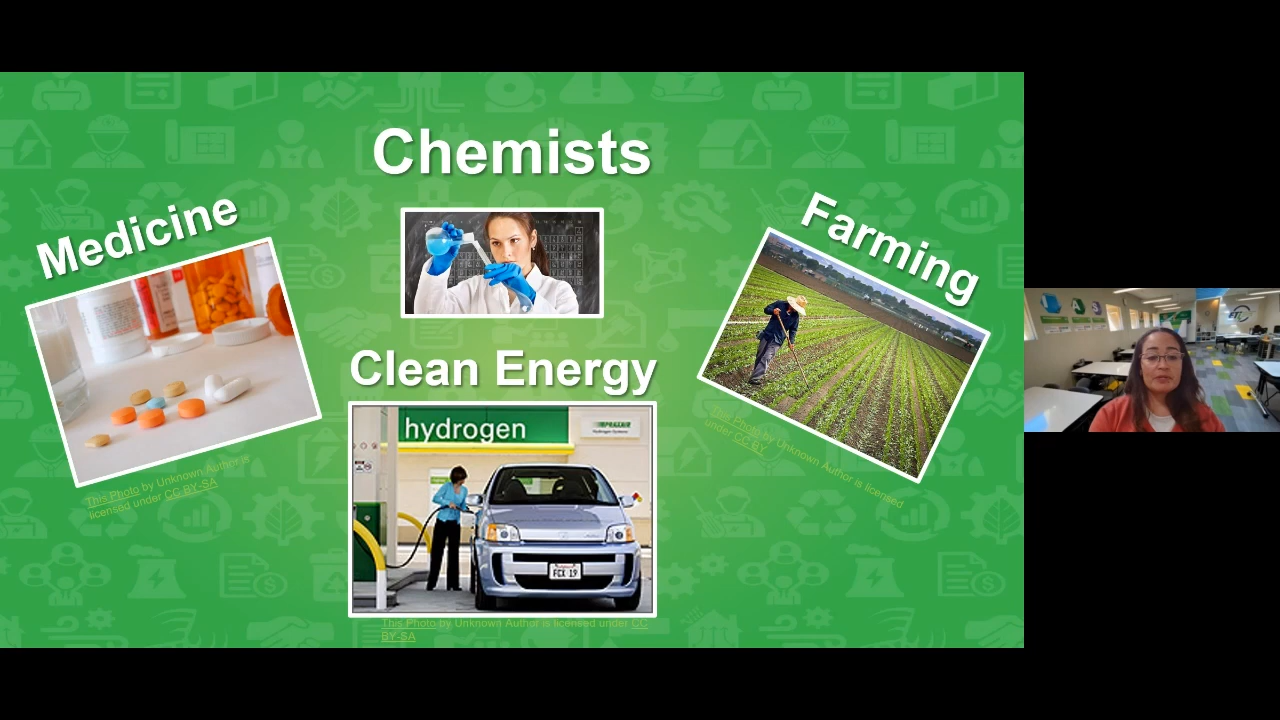 Chemists
Medicine
Farming
Clean Energy
hydrogen
FCX 19
This Photo by Unknown Author is
licensed under CC BY-SA
This Photo by Unknown Author is licensed
under CC BY
This Photo by Unknown Author is licensed under CC
BY-SA